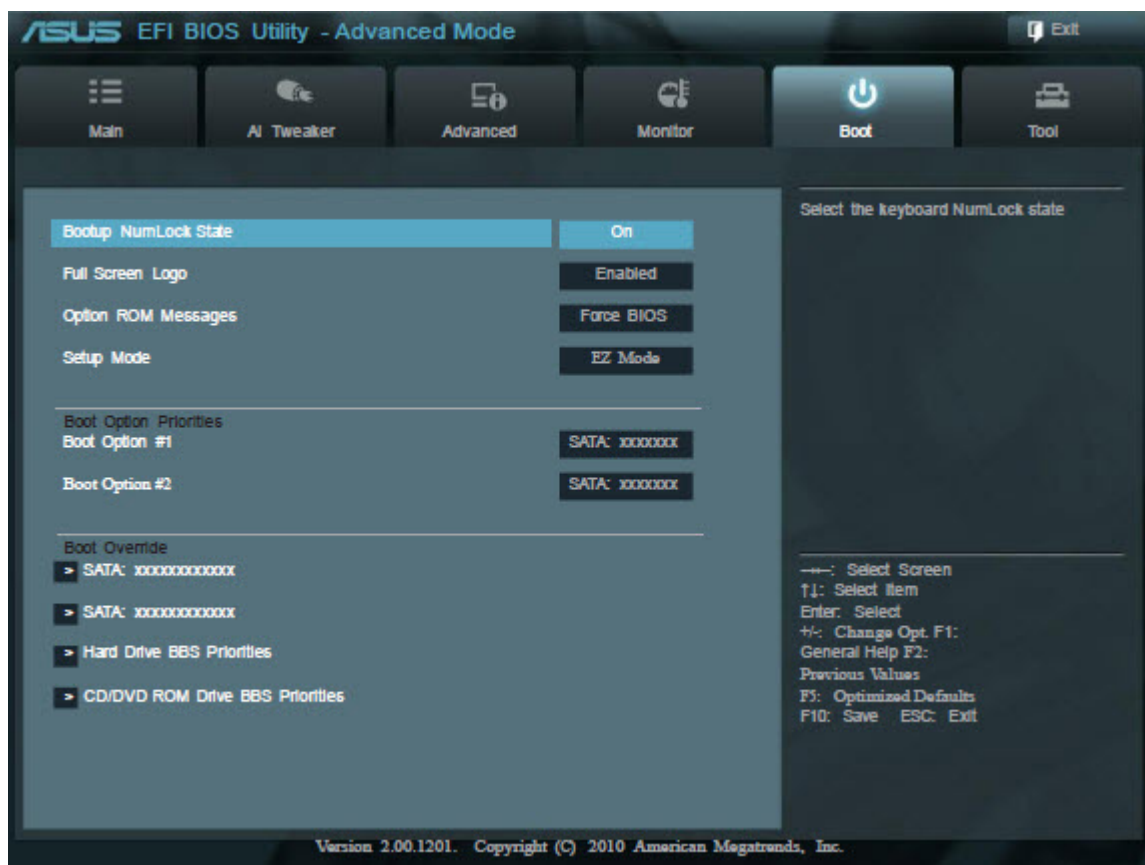 ASUS EFI BIOS Utility - Advanced Mode
Exit
Main
Ai Tweaker
Advanced
Monitor
Boot
Tool
Bootup NumLock State On
Full Screen Logo Enabled
Option ROM Messages Force BIOS
Setup Mode EZ Mode
Boot Option Priorities
Boot Option #1 SATA: xxxxxxx
Boot Option #2 SATA: xxxxxxx
Boot Override
> SATA: xxxxxxxxxxxx
> SATA: xxxxxxxxxxxx
> Hard Drive BBS Priorities
> CD/DVD ROM Drive BBS Priorities
Select the keyboard NumLock state
→←: Select Screen
↑↓: Select Item
Enter: Select
+/-: Change Opt. F1:
General Help F2:
Previous Values
F5: Optimized Defaults
F10: Save ESC: Exit
Version 2.00.1201. Copyright (C) 2010 American Megatrends, Inc.